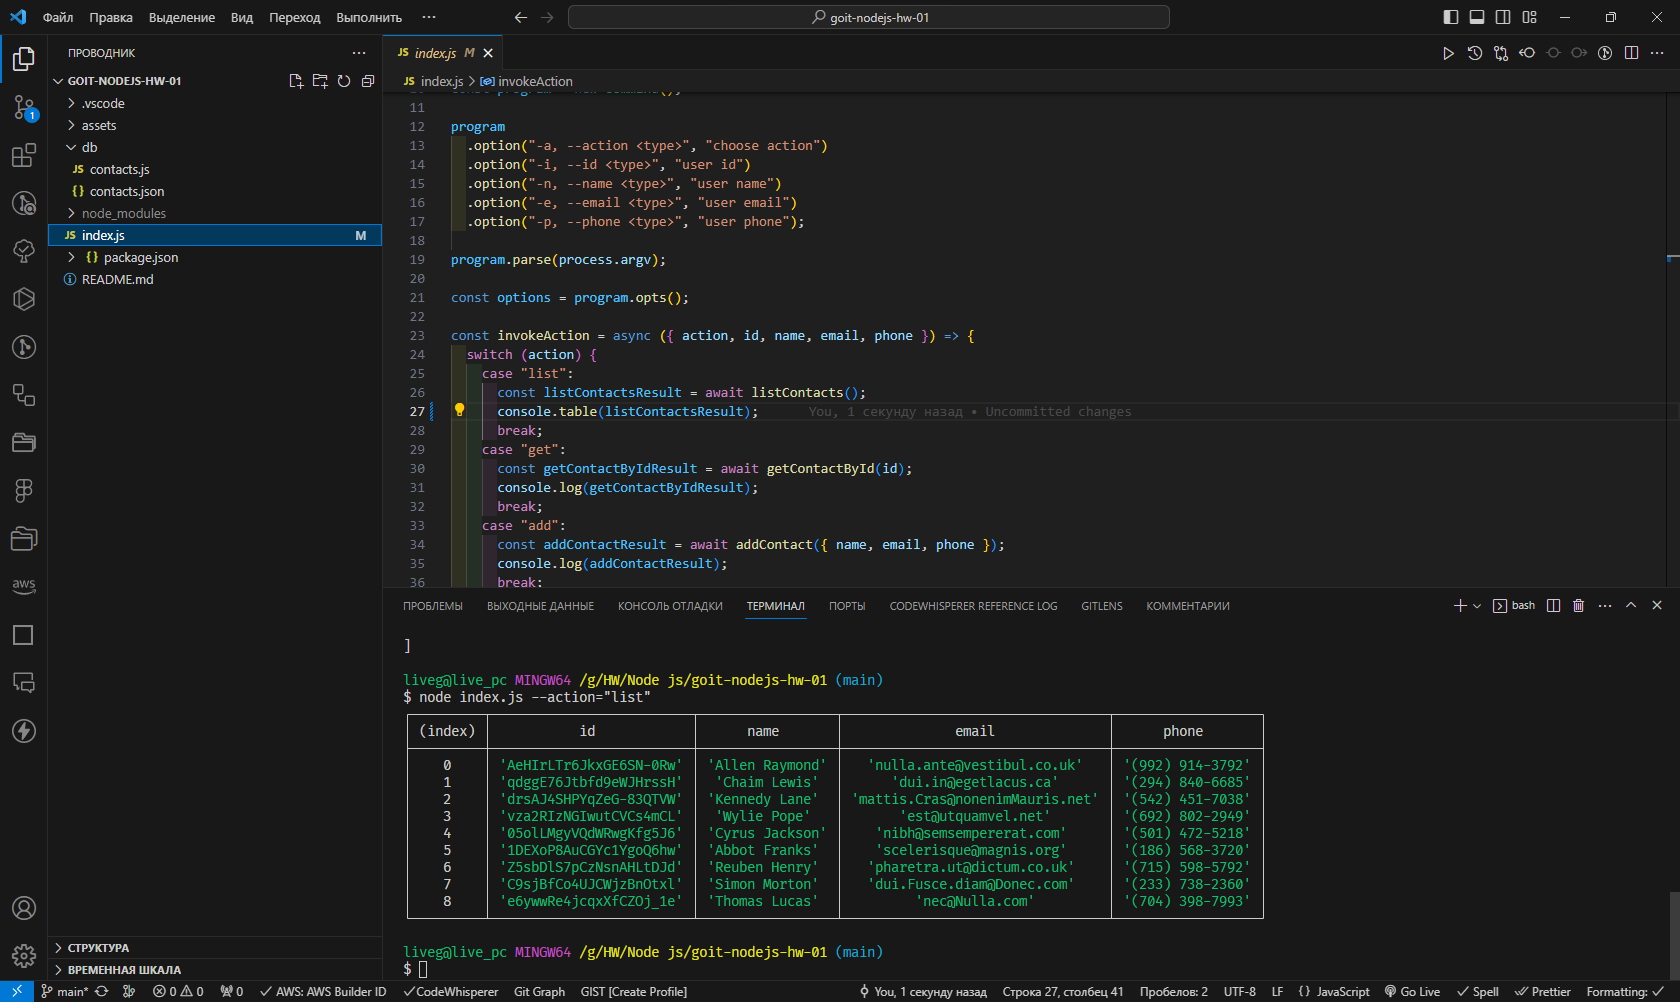 Файл Правка Выделение Вид Переход Выполнить ···
goit-nodejs-hw-01
ПРОВОДНИК
GOIT-NODEJS-HW-01
.vscode
assets
db
JS contacts.js
{} contacts.json
node_modules
JS index.js M
{} package.json
README.md
СТРУКТУРА
ВРЕМЕННАЯ ШКАЛА
1
aws
JS index.js M
JS index.js > invokeAction
11
12 program
13 .option("-a, --action <type>", "choose action")
14 .option("-i, --id <type>", "user id")
15 .option("-n, --name <type>", "user name")
16 .option("-e, --email <type>", "user email")
17 .option("-p, --phone <type>", "user phone");
18
19 program.parse(process.argv);
20
21 const options = program.opts();
22
23 const invokeAction = async ({ action, id, name, email, phone }) => {
24 switch (action) {
25 case "list":
26 const listContactsResult = await listContacts();
27 console.table(listContactsResult); You, 1 секунду назад • Uncommitted changes
28 break;
29 case "get":
30 const getContactByIdResult = await getContactById(id);
31 console.log(getContactByIdResult);
32 break;
33 case "add":
34 const addContactResult = await addContact({ name, email, phone });
35 console.log(addContactResult);
36 break;
ПРОБЛЕМЫ ВЫХОДНЫЕ ДАННЫЕ КОНСОЛЬ ОТЛАДКИ ТЕРМИНАЛ ПОРТЫ CODEWHISPERER REFERENCE LOG GITLENS КОММЕНТАРИИ bash
]
liveg@live_pc MINGW64 /g/HW/Node js/goit-nodejs-hw-01 (main)
$ node index.js --action="list"
(index) id name email phone
0 'AeHIrLTr6JkxGE6SN-0Rw' 'Allen Raymond' 'nulla.ante@vestibul.co.uk' '(992) 914-3792'
1 'qdggE76Jtbfd9eWJHrssH' 'Chaim Lewis' 'dui.in@egetlacus.ca' '(294) 840-6685'
2 'drsAJ4SHPYqZeG-83QTVW' 'Kennedy Lane' 'mattis.Cras@nonenimMauris.net' '(542) 451-7038'
3 'vza2RIzNGIwutCVCs4mCL' 'Wylie Pope' 'est@utquamvel.net' '(692) 802-2949'
4 '05olLMgyVQdWRwgKfg5J6' 'Cyrus Jackson' 'nibh@semsempererat.com' '(501) 472-5218'
5 '1DEXoP8AuCGYc1YgoQ6hw' 'Abbot Franks' 'scelerisque@magnis.org' '(186) 568-3720'
6 'Z5sbDlS7pCzNsnAHLtDJd' 'Reuben Henry' 'pharetra.ut@dictum.co.uk' '(715) 598-5792'
7 'C9sjBfCo4UJCWjzBnOtxl' 'Simon Morton' 'dui.Fusce.diam@Donec.com' '(233) 738-2360'
8 'e6ywwRe4jcqxXfCZOj_1e' 'Thomas Lucas' 'nec@Nulla.com' '(704) 398-7993'
liveg@live_pc MINGW64 /g/HW/Node js/goit-nodejs-hw-01 (main)
$
main* 0 0 0 AWS: AWS Builder ID CodeWhisperer Git Graph GIST [Create Profile] You, 1 секунду назад Строка 27, столбец 41 Пробелов: 2 UTF-8 LF {} JavaScript Go Live Spell Prettier Formatting: